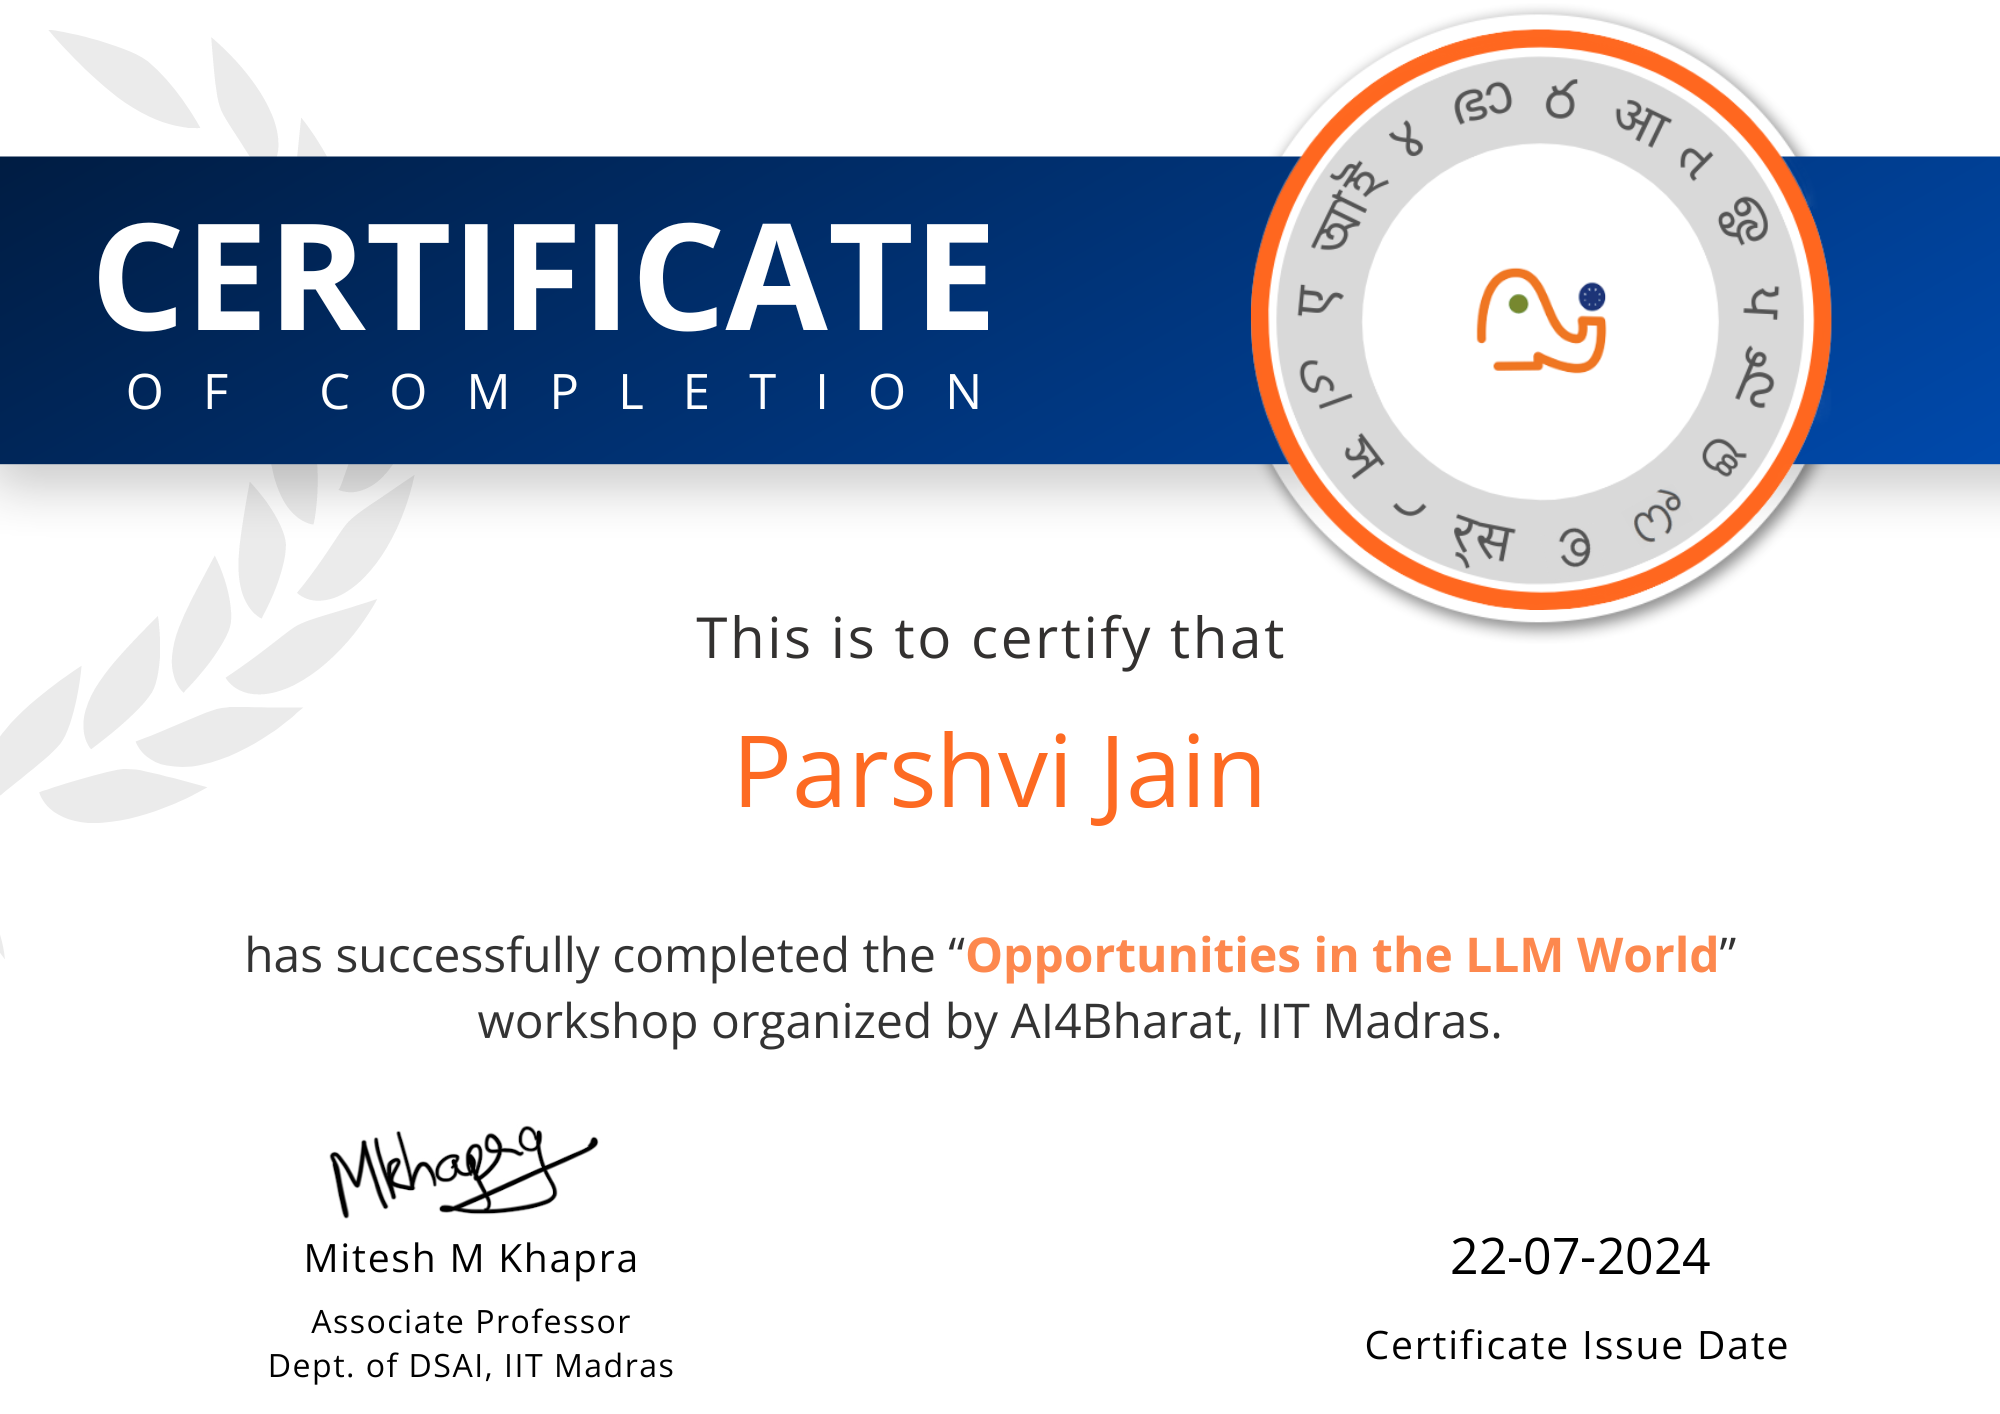 CERTIFICATE
OF COMPLETION
This is to certify that
Parshvi Jain
has successfully completed the “Opportunities in the LLM World”
workshop organized by AI4Bharat, IIT Madras.
Mkhapra
Mitesh M Khapra
Associate Professor
Dept. of DSAI, IIT Madras
22-07-2024
Certificate Issue Date